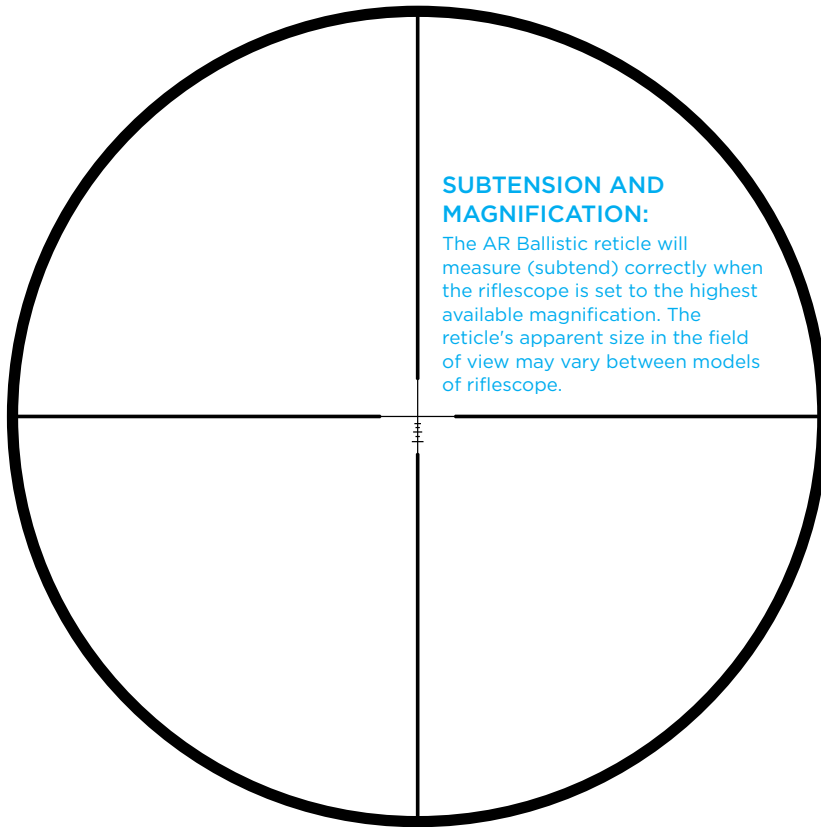 SUBTENSION AND
MAGNIFICATION:
The AR Ballistic reticle will
measure (subtend) correctly when
the riflescope is set to the highest
available magnification. The
reticle's apparent size in the field
of view may vary between models
of riflescope.